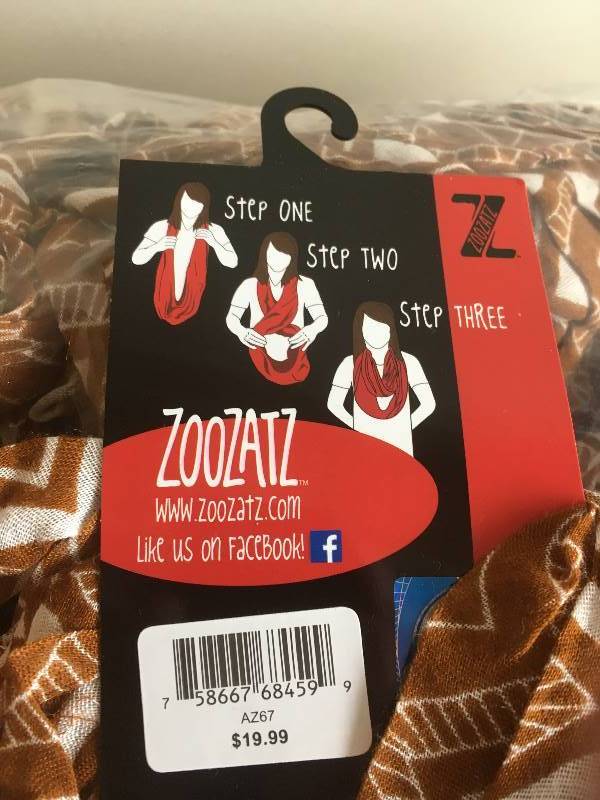 Step ONE
Step TWO
Step THREE
ZOOZATZ
ZOOZATZ™
www.zoozatz.com
Like us on Facebook! f
7 58667 68459 9
AZ67
$19.99